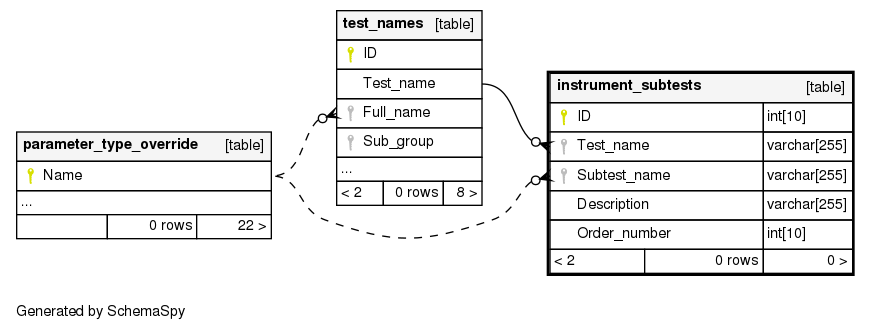 test_names [table]
ID
Test_name
Full_name
Sub_group
...
< 2 0 rows 8 >
instrument_subtests [table]
ID int[10]
Test_name varchar[255]
Subtest_name varchar[255]
Description varchar[255]
Order_number int[10]
< 2 0 rows 0 >
parameter_type_override [table]
Name
...
0 rows 22 >
Generated by SchemaSpy